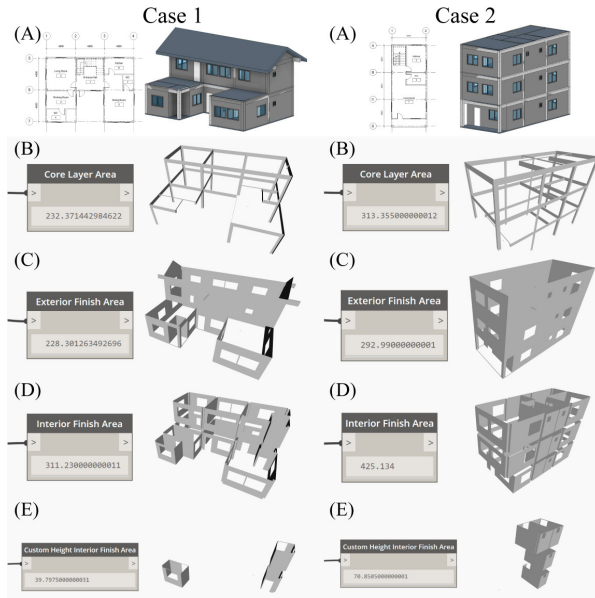 Case 1
Case 2
(A)
(A)
(B)
Core Layer Area
>
>
232.371442984622
(B)
Core Layer Area
>
>
313.355000000012
(C)
Exterior Finish Area
>
>
228.301263492696
(C)
Exterior Finish Area
>
>
292.99000000001
(D)
Interior Finish Area
>
>
311.230000000011
(D)
Interior Finish Area
>
>
425.134
(E)
Custom Height Interior Finish Area
>
>
39.7975000000031
(E)
Custom Height Interior Finish Area
>
>
70.8505000000001